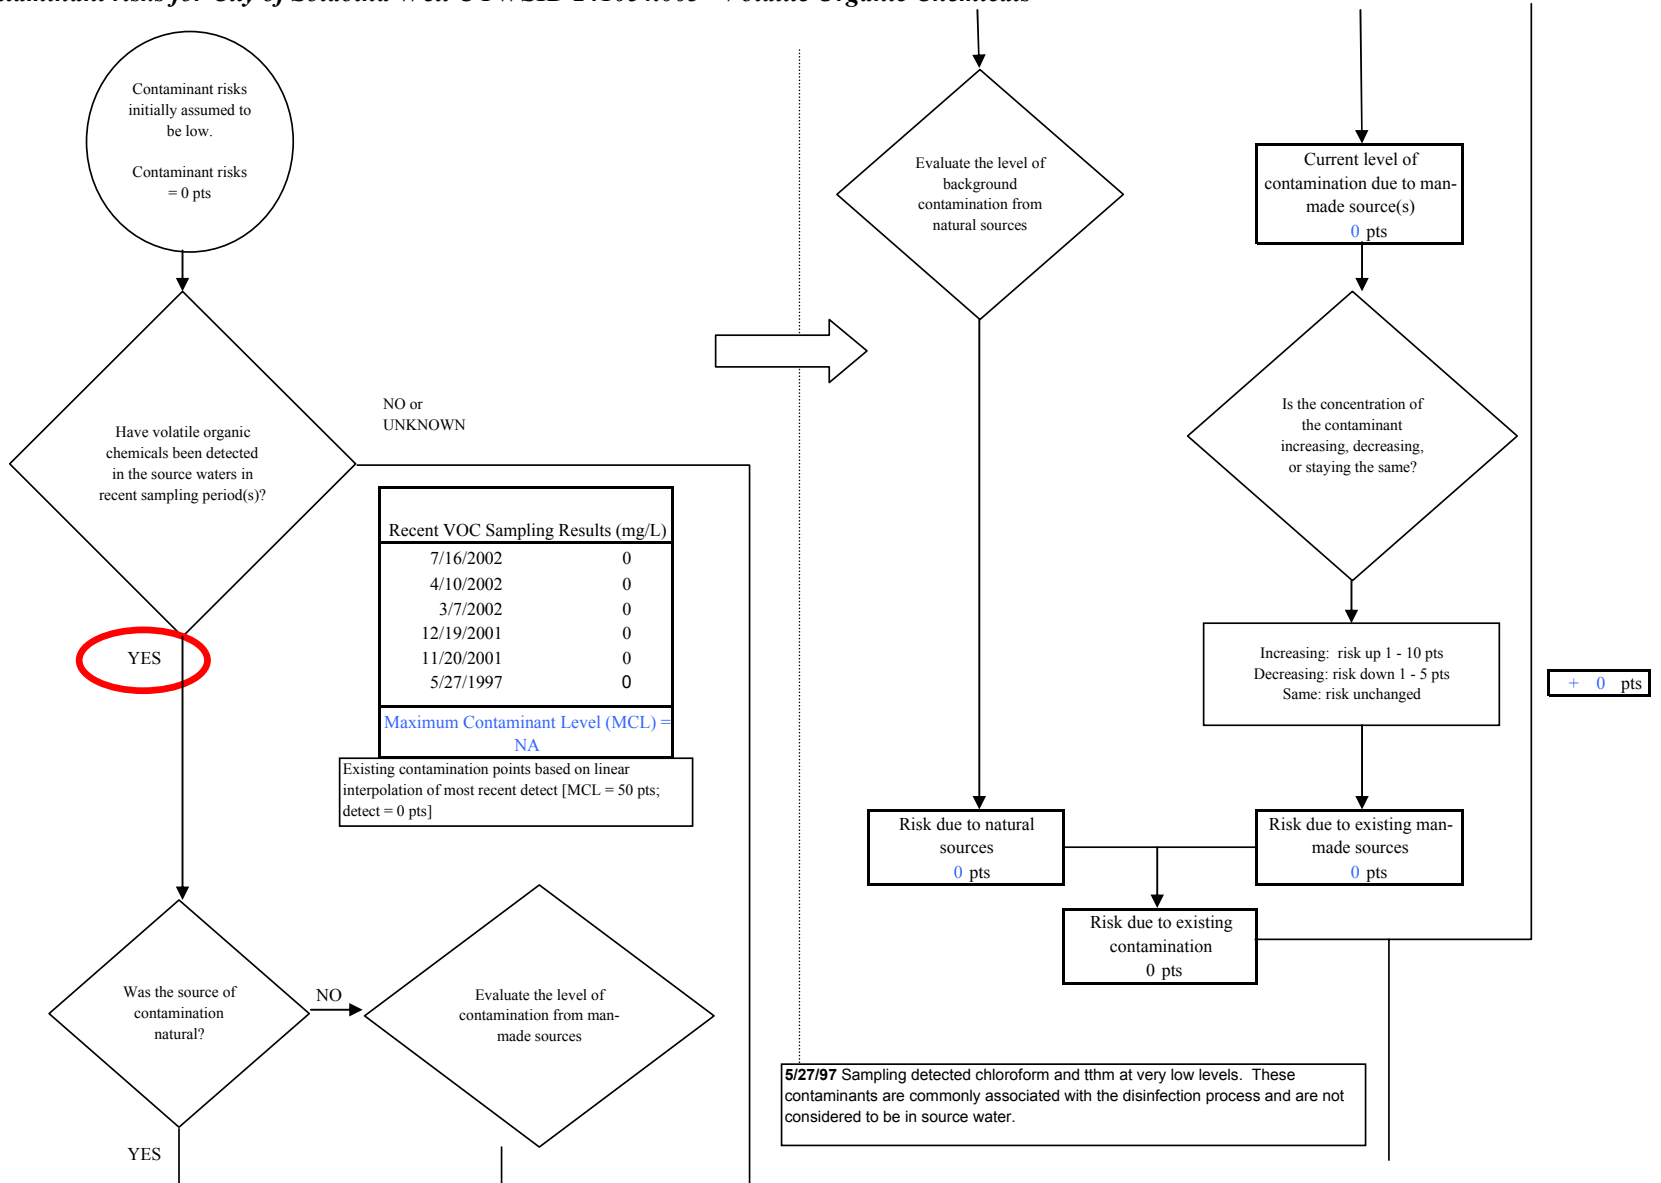 Contaminant risks
initially assumed to
be low.
Contaminant risks
= 0 pts
Have volatile organic
chemicals been detected
in the source waters in
recent sampling period(s)?
NO or
UNKNOWN
YES
Recent VOC Sampling Results (mg/L)
7/16/2002 0
4/10/2002 0
3/7/2002 0
12/19/2001 0
11/20/2001 0
5/27/1997 0
Maximum Contaminant Level (MCL) =
NA
Existing contamination points based on linear
interpolation of most recent detect [MCL = 50 pts;
detect = 0 pts]
Was the source of
contamination
natural?
NO
YES
Evaluate the level of
contamination from man-
made sources
Evaluate the level of
background
contamination from
natural sources
Current level of
contamination due to man-
made source(s)
0 pts
Is the concentration of
the contaminant
increasing, decreasing,
or staying the same?
Increasing: risk up 1 - 10 pts
Decreasing: risk down 1 - 5 pts
Same: risk unchanged
+ 0 pts
Risk due to natural
sources
0 pts
Risk due to existing man-
made sources
0 pts
Risk due to existing
contamination
0 pts
5/27/97 Sampling detected chloroform and tthm at very low levels. These
contaminants are commonly associated with the disinfection process and are not
considered to be in source water.